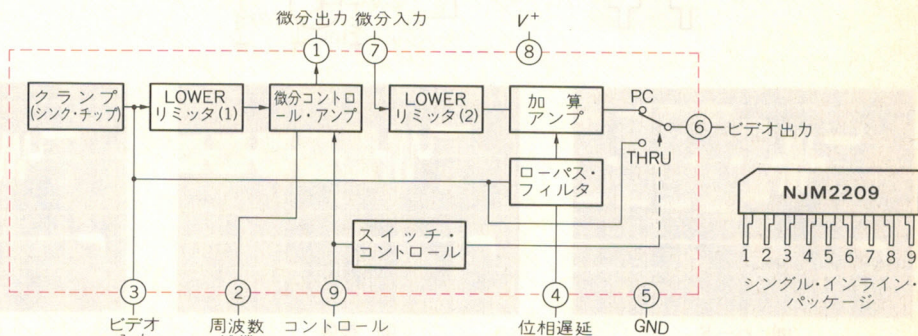 微分出力 微分入力 V⁺
① ⑦ ⑧
クランプ
(シンク・チップ)
LOWER
リミッタ(1)
微分コントロ
ール・アンプ
LOWER
リミッタ(2)
加算
アンプ
PC
⑥ ビデオ出力
THRU
ローパス・
フィルタ
スイッチ・
コントロール
③ ② ⑨ ④ ⑤
ビデオ
周波数
コントロール
位相遅延
GND
NJM2209
1 2 3 4 5 6 7 8 9
シングル・インライン・
パッケージ